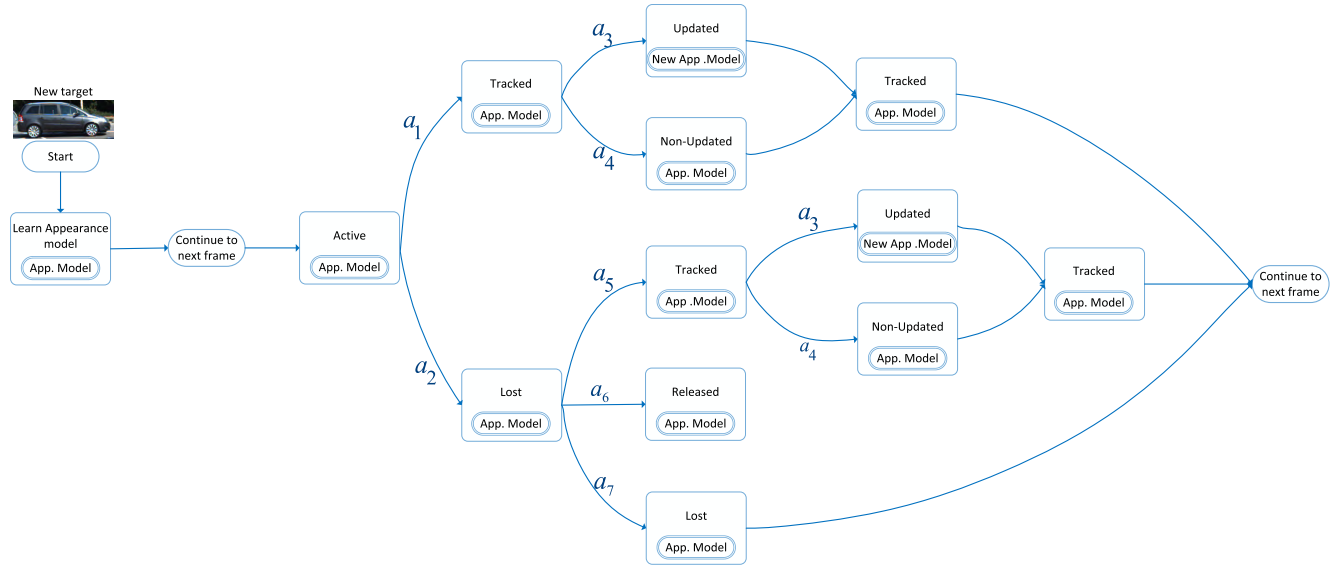 New target
Start
Learn Appearance
model
App. Model
Continue to
next frame
Active
App. Model
a1
a2
Tracked
App. Model
a3
a4
Updated
New App .Model
Non-Updated
App. Model
Tracked
App. Model
Lost
App. Model
a5
a6
a7
Tracked
App .Model
a3
a4
Updated
New App .Model
Non-Updated
App. Model
Tracked
App. Model
Released
App. Model
Lost
App. Model
Continue to
next frame